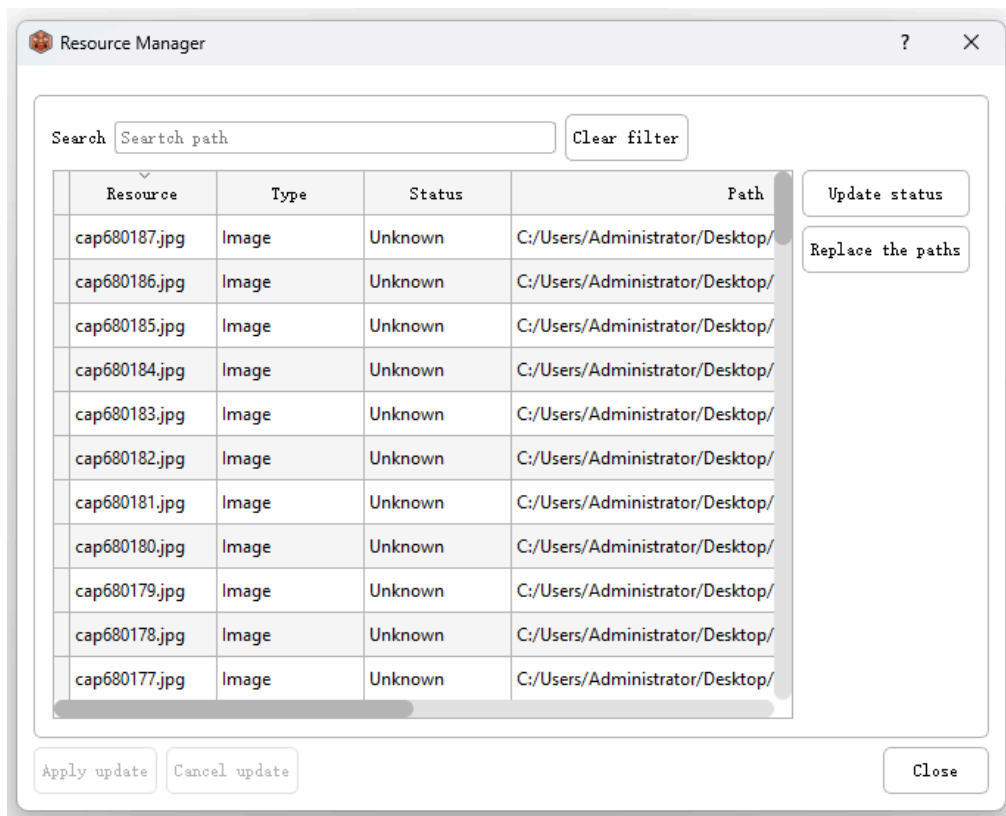 Resource Manager ? ×
Search Seartch path Clear filter
Resource Type Status Path Update status
cap680187.jpg Image Unknown C:/Users/Administrator/Desktop/ Replace the paths
cap680186.jpg Image Unknown C:/Users/Administrator/Desktop/
cap680185.jpg Image Unknown C:/Users/Administrator/Desktop/
cap680184.jpg Image Unknown C:/Users/Administrator/Desktop/
cap680183.jpg Image Unknown C:/Users/Administrator/Desktop/
cap680182.jpg Image Unknown C:/Users/Administrator/Desktop/
cap680181.jpg Image Unknown C:/Users/Administrator/Desktop/
cap680180.jpg Image Unknown C:/Users/Administrator/Desktop/
cap680179.jpg Image Unknown C:/Users/Administrator/Desktop/
cap680178.jpg Image Unknown C:/Users/Administrator/Desktop/
cap680177.jpg Image Unknown C:/Users/Administrator/Desktop/
Apply update Cancel update Close